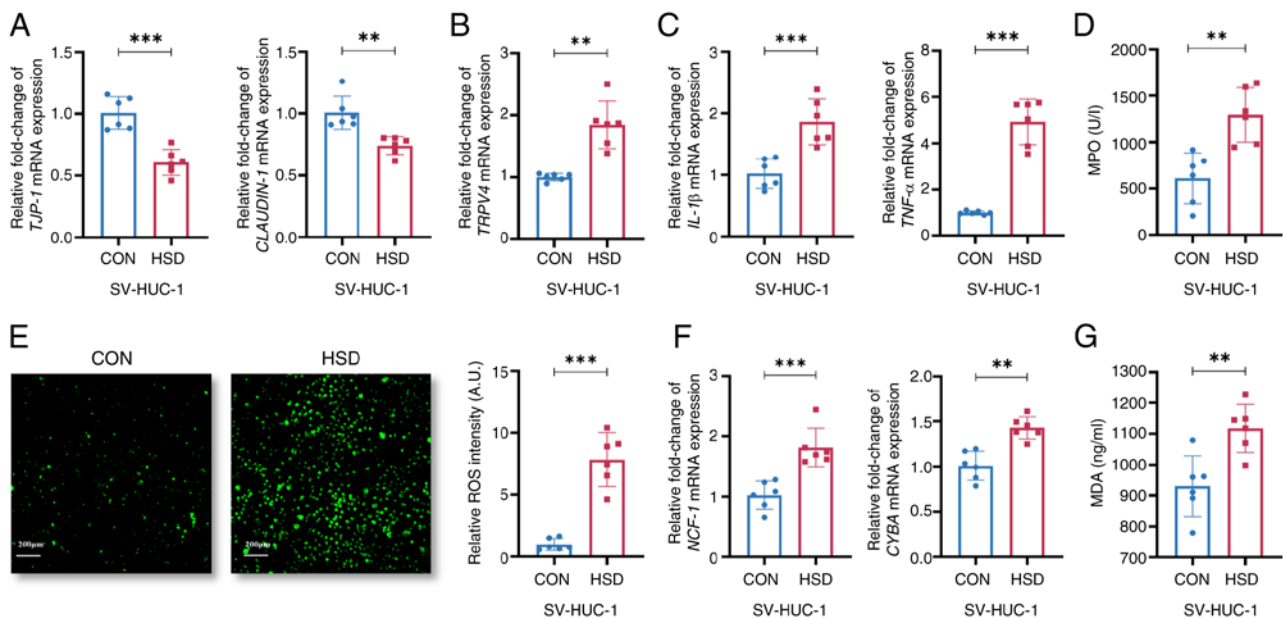 A
Relative fold-change of
TJP-1 mRNA expression
1.5
1.0
0.5
0.0
***
CON
HSD
SV-HUC-1
Relative fold-change of
CLAUDIN-1 mRNA expression
1.5
1.0
0.5
0.0
**
CON
HSD
SV-HUC-1
B
Relative fold-change of
TRPV4 mRNA expression
3
2
1
0
**
CON
HSD
SV-HUC-1
C
Relative fold-change of
IL-1β mRNA expression
3
2
1
0
***
CON
HSD
SV-HUC-1
Relative fold-change of
TNF-α mRNA expression
8
6
4
2
0
***
CON
HSD
SV-HUC-1
D
MPO (U/l)
2000
1500
1000
500
0
**
CON
HSD
SV-HUC-1
E
CON
HSD
200μm
200μm
Relative ROS intensity (A.U.)
15
10
5
0
***
CON
HSD
SV-HUC-1
F
Relative fold-change of
NCF-1 mRNA expression
3
2
1
0
***
CON
HSD
SV-HUC-1
Relative fold-change of
CYBA mRNA expression
2.0
1.5
1.0
0.5
0.0
**
CON
HSD
SV-HUC-1
G
MDA (ng/ml)
1300
1200
1100
1000
900
800
700
**
CON
HSD
SV-HUC-1